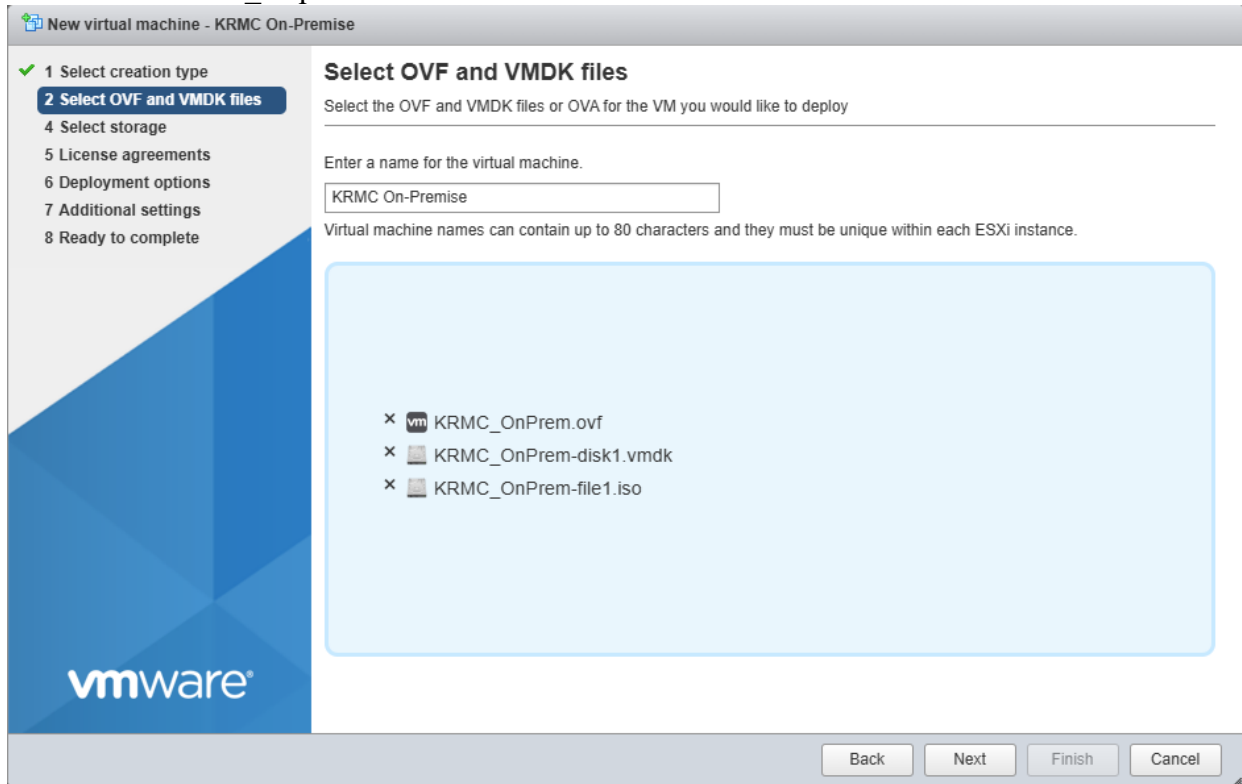 New virtual machine - KRMC On-Premise
1 Select creation type
2 Select OVF and VMDK files
4 Select storage
5 License agreements
6 Deployment options
7 Additional settings
8 Ready to complete
Select OVF and VMDK files
Select the OVF and VMDK files or OVA for the VM you would like to deploy
Enter a name for the virtual machine.
KRMC On-Premise
Virtual machine names can contain up to 80 characters and they must be unique within each ESXi instance.
vm KRMC_OnPrem.ovf
KRMC_OnPrem-disk1.vmdk
KRMC_OnPrem-file1.iso
vmware®
Back Next Finish Cancel